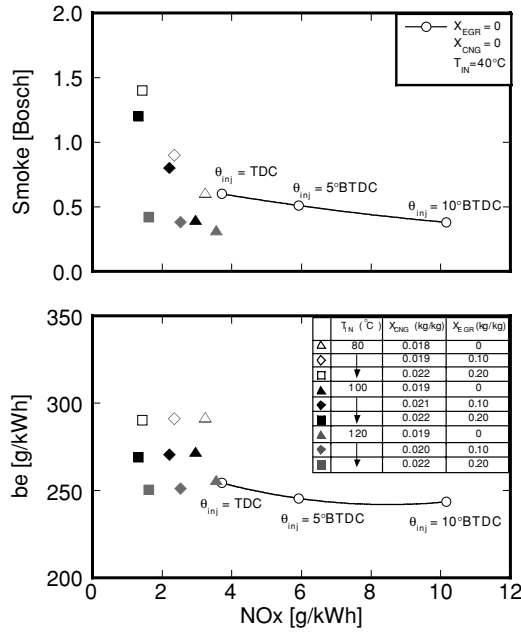 2.0
1.5
1.0
0.5
0.0
Smoke [Bosch]
X_EGR = 0
X_CNG = 0
T_IN = 40°C
θ_inj = TDC
θ_inj = 5°BTDC
θ_inj = 10°BTDC
350
300
250
200
be [g/kWh]
T_IN (°C) X_CNG (kg/kg) X_EGR (kg/kg)
80 0.018 0
0.019 0.10
0.022 0.20
100 0.019 0
0.021 0.10
0.022 0.20
120 0.019 0
0.020 0.10
0.022 0.20
θ_inj = TDC
θ_inj = 5°BTDC
θ_inj = 10°BTDC
0 2 4 6 8 10 12
NOx [g/kWh]